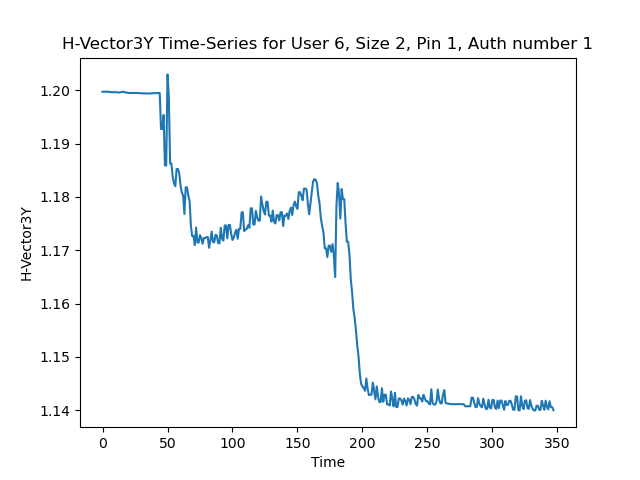 H-Vector3Y Time-Series for User 6, Size 2, Pin 1, Auth number 1
1.20
1.19
1.18
1.17
1.16
1.15
1.14
H-Vector3Y
0 50 100 150 200 250 300 350
Time